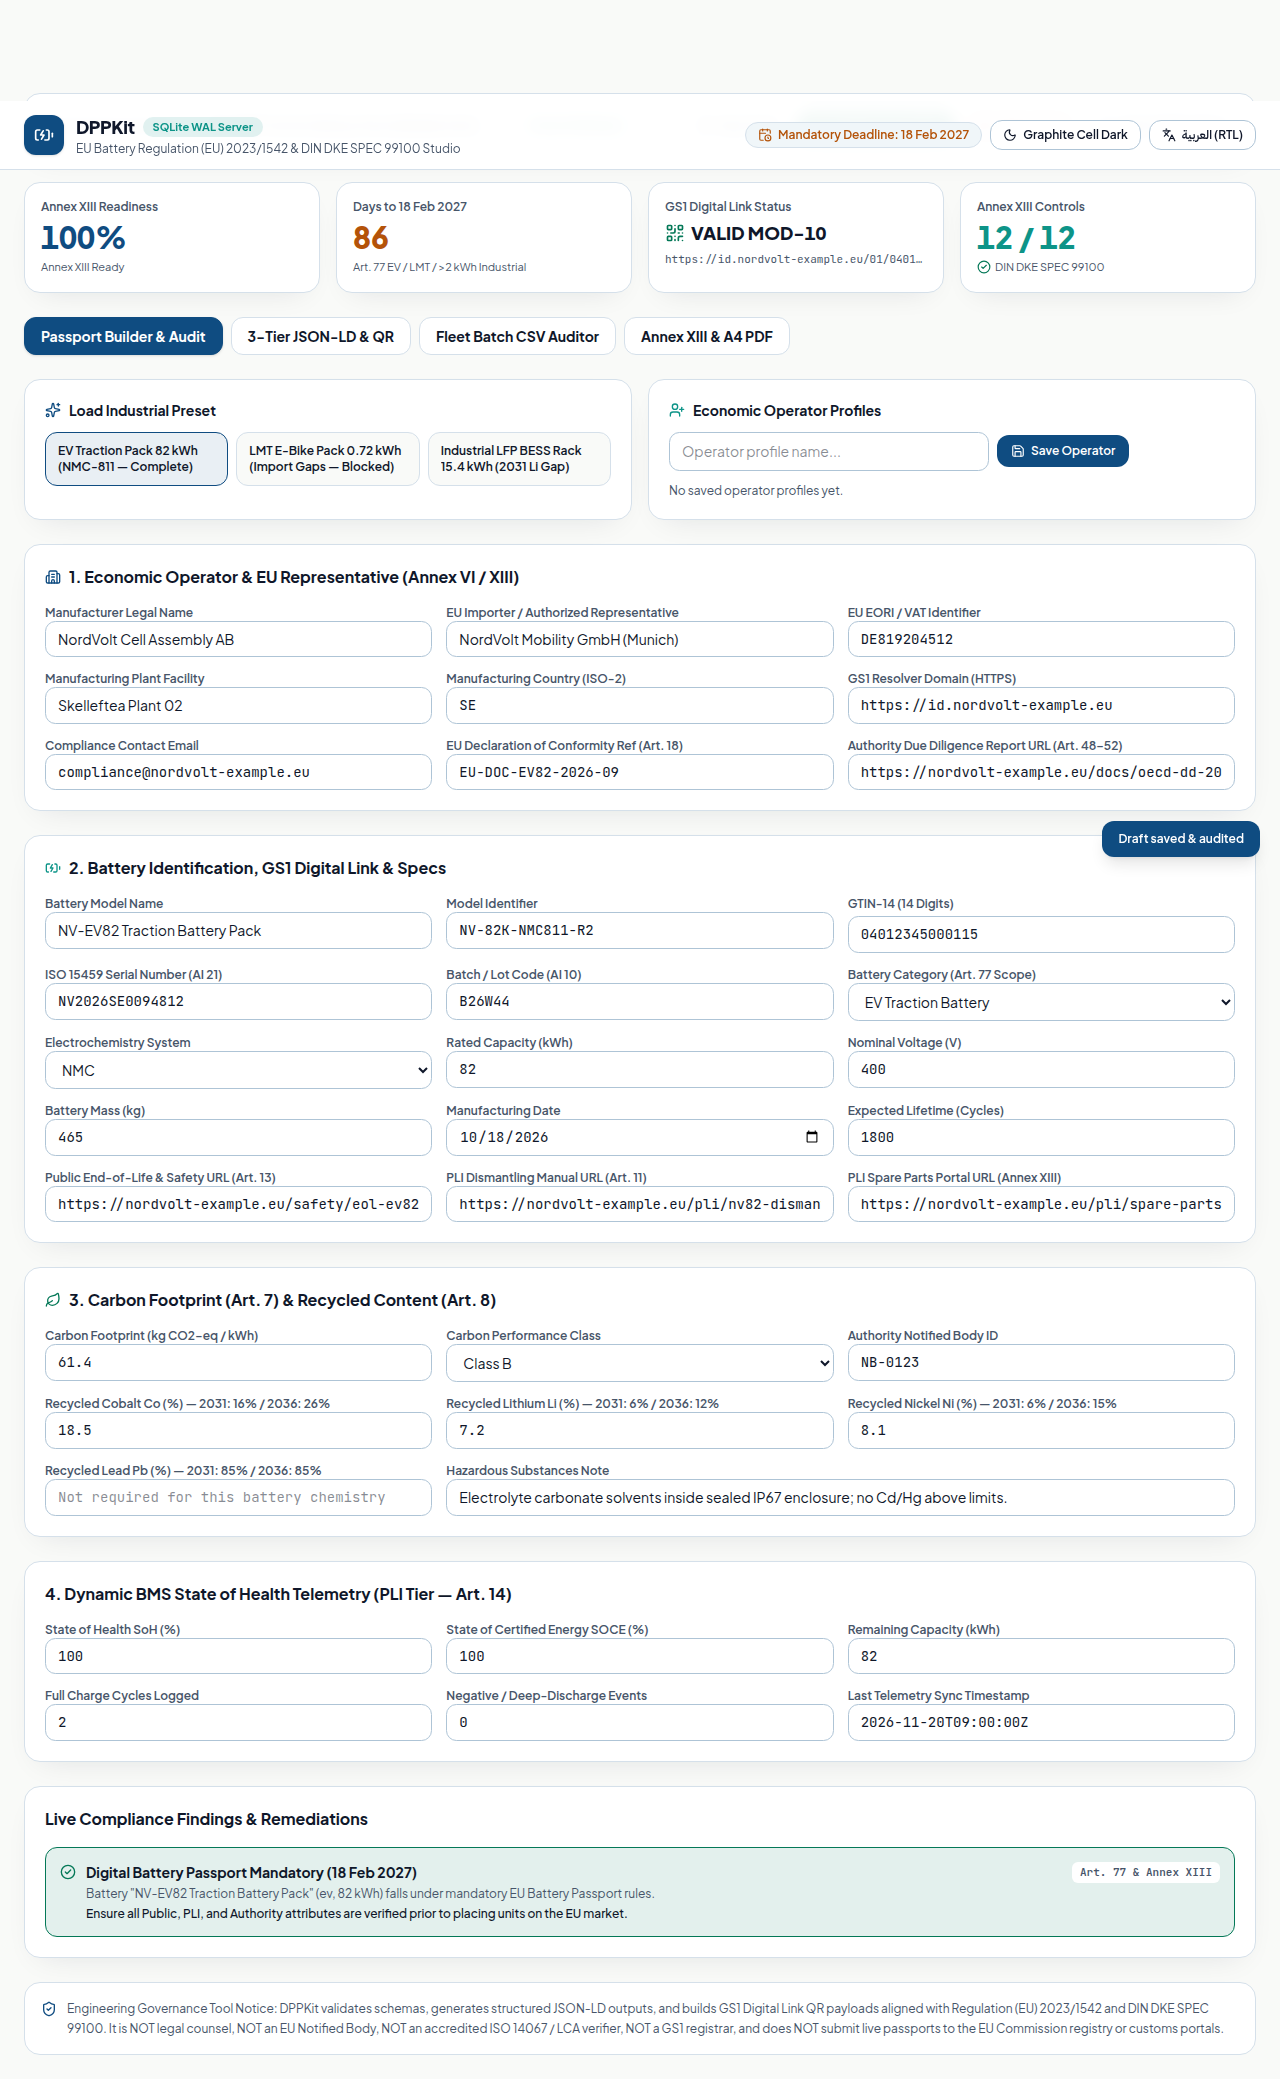 DPPKit
SQLite WAL Server
EU Battery Regulation (EU) 2023/1542 & DIN DKE SPEC 99100 Studio
Mandatory Deadline: 18 Feb 2027
Graphite Cell Dark
العربية (RTL)
Annex XIII Readiness
100%
Annex XIII Ready
Days to 18 Feb 2027
86
Art. 77 EV / LMT / >2 kWh Industrial
GS1 Digital Link Status
VALID MOD-10
https://id.nordvolt-example.eu/01/0401…
Annex XIII Controls
12 / 12
DIN DKE SPEC 99100
Passport Builder & Audit
3-Tier JSON-LD & QR
Fleet Batch CSV Auditor
Annex XIII & A4 PDF
Load Industrial Preset
EV Traction Pack 82 kWh
(NMC-811 — Complete)
LMT E-Bike Pack 0.72 kWh
(Import Gaps — Blocked)
Industrial LFP BESS Rack
15.4 kWh (2031 Li Gap)
Economic Operator Profiles
Operator profile name...
Save Operator
No saved operator profiles yet.
1. Economic Operator & EU Representative (Annex VI / XIII)
Manufacturer Legal Name
NordVolt Cell Assembly AB
EU Importer / Authorized Representative
NordVolt Mobility GmbH (Munich)
EU EORI / VAT Identifier
DE819204512
Manufacturing Plant Facility
Skelleftea Plant 02
Manufacturing Country (ISO-2)
SE
GS1 Resolver Domain (HTTPS)
https://id.nordvolt-example.eu
Compliance Contact Email
compliance@nordvolt-example.eu
EU Declaration of Conformity Ref (Art. 18)
EU-DOC-EV82-2026-09
Authority Due Diligence Report URL (Art. 48-52)
https://nordvolt-example.eu/docs/oecd-dd-20
Draft saved & audited
2. Battery Identification, GS1 Digital Link & Specs
Battery Model Name
NV-EV82 Traction Battery Pack
Model Identifier
NV-82K-NMC811-R2
GTIN-14 (14 Digits)
04012345000115
ISO 15459 Serial Number (AI 21)
NV2026SE0094812
Batch / Lot Code (AI 10)
B26W44
Battery Category (Art. 77 Scope)
EV Traction Battery
Electrochemistry System
NMC
Rated Capacity (kWh)
82
Nominal Voltage (V)
400
Battery Mass (kg)
465
Manufacturing Date
10/18/2026
Expected Lifetime (Cycles)
1800
Public End-of-Life & Safety URL (Art. 13)
https://nordvolt-example.eu/safety/eol-ev82
PLI Dismantling Manual URL (Art. 11)
https://nordvolt-example.eu/pli/nv82-disman
PLI Spare Parts Portal URL (Annex XIII)
https://nordvolt-example.eu/pli/spare-parts
3. Carbon Footprint (Art. 7) & Recycled Content (Art. 8)
Carbon Footprint (kg CO2-eq / kWh)
61.4
Carbon Performance Class
Class B
Authority Notified Body ID
NB-0123
Recycled Cobalt Co (%) — 2031: 16% / 2036: 26%
18.5
Recycled Lithium Li (%) — 2031: 6% / 2036: 12%
7.2
Recycled Nickel Ni (%) — 2031: 6% / 2036: 15%
8.1
Recycled Lead Pb (%) — 2031: 85% / 2036: 85%
Not required for this battery chemistry
Hazardous Substances Note
Electrolyte carbonate solvents inside sealed IP67 enclosure; no Cd/Hg above limits.
4. Dynamic BMS State of Health Telemetry (PLI Tier — Art. 14)
State of Health SoH (%)
100
State of Certified Energy SOCE (%)
100
Remaining Capacity (kWh)
82
Full Charge Cycles Logged
2
Negative / Deep-Discharge Events
0
Last Telemetry Sync Timestamp
2026-11-20T09:00:00Z
Live Compliance Findings & Remediations
Digital Battery Passport Mandatory (18 Feb 2027)
Art. 77 & Annex XIII
Battery "NV-EV82 Traction Battery Pack" (ev, 82 kWh) falls under mandatory EU Battery Passport rules.
Ensure all Public, PLI, and Authority attributes are verified prior to placing units on the EU market.
Engineering Governance Tool Notice: DPPKit validates schemas, generates structured JSON-LD outputs, and builds GS1 Digital Link QR payloads aligned with Regulation (EU) 2023/1542 and DIN DKE SPEC
99100. It is NOT legal counsel, NOT an EU Notified Body, NOT an accredited ISO 14067 / LCA verifier, NOT a GS1 registrar, and does NOT submit live passports to the EU Commission registry or customs portals.